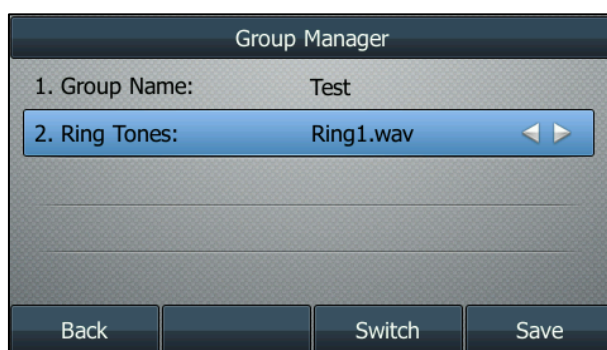 Group Manager
1. Group Name: Test
2. Ring Tones: Ring1.wav
Back Switch Save